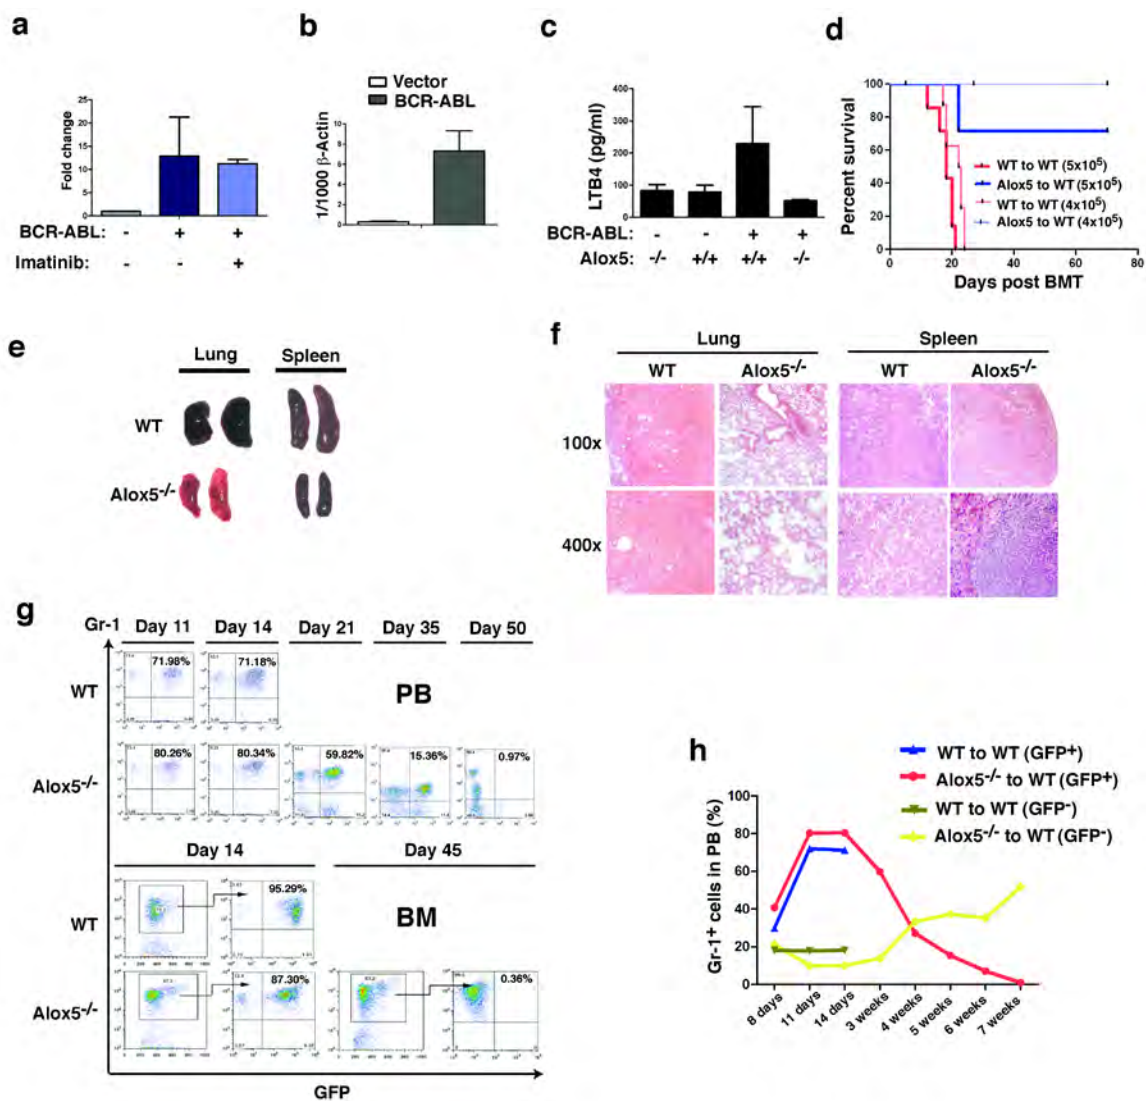 a
Fold change
25
20
15
10
5
0
BCR-ABL: - + +
Imatinib: - - +
b
Vector
BCR-ABL
1/1000 β-Actin
10
8
6
4
2
0
c
LTB4 (pg/ml)
400
300
200
100
0
BCR-ABL: + +
Alox5: -/- +/+ +/+ -/-
d
Percent survival
100
80
60
40
20
0
WT to WT (5x10⁵)
Alox5 to WT (5x10⁵)
WT to WT (4x10⁵)
Alox5 to WT (4x10⁵)
0 20 40 60 80
Days post BMT
e
Lung Spleen
WT
Alox5⁻/⁻
f
Lung Spleen
WT Alox5⁻/⁻ WT Alox5⁻/⁻
100x
400x
g
Gr-1 Day 11 Day 14 Day 21 Day 35 Day 50
WT 71.98% 71.18% PB
Alox5⁻/⁻ 80.26% 80.34% 59.82% 15.36% 0.97%
Day 14 Day 45
WT 95.29% BM
Alox5⁻/⁻ 87.30% 0.36%
GFP
h
WT to WT (GFP⁺)
Alox5⁻/⁻ to WT (GFP⁺)
WT to WT (GFP⁻)
Alox5⁻/⁻ to WT (GFP⁻)
Gr-1⁺ cells in PB (%)
100
80
60
40
20
0
8 days
11 days
14 days
3 weeks
4 weeks
5 weeks
6 weeks
7 weeks